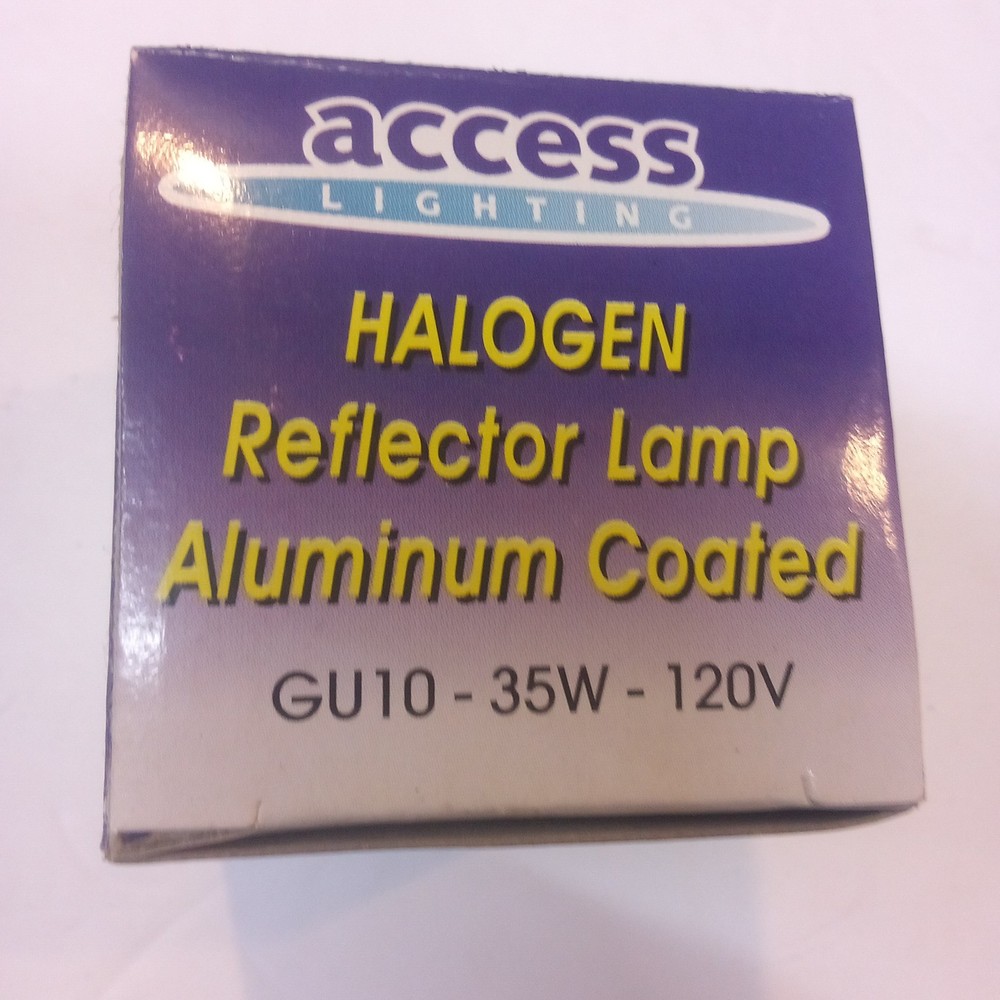 access
LIGHTING
HALOGEN
Reflector Lamp
Aluminum Coated
GU10 - 35W - 120V